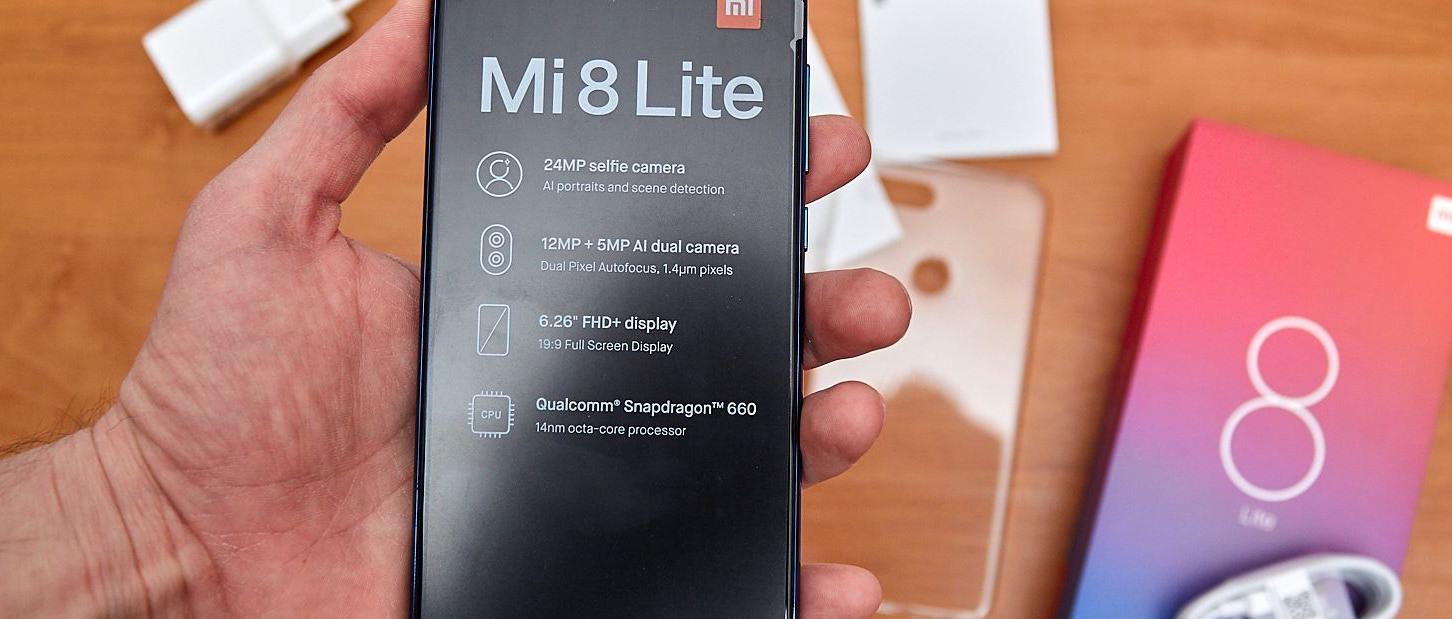 mi
Mi 8 Lite
24MP selfie camera
AI portraits and scene detection
12MP + 5MP AI dual camera
Dual Pixel Autofocus, 1.4µm pixels
6.26" FHD+ display
19:9 Full Screen Display
CPU
Qualcomm® Snapdragon™ 660
14nm octa-core processor
8
Lite